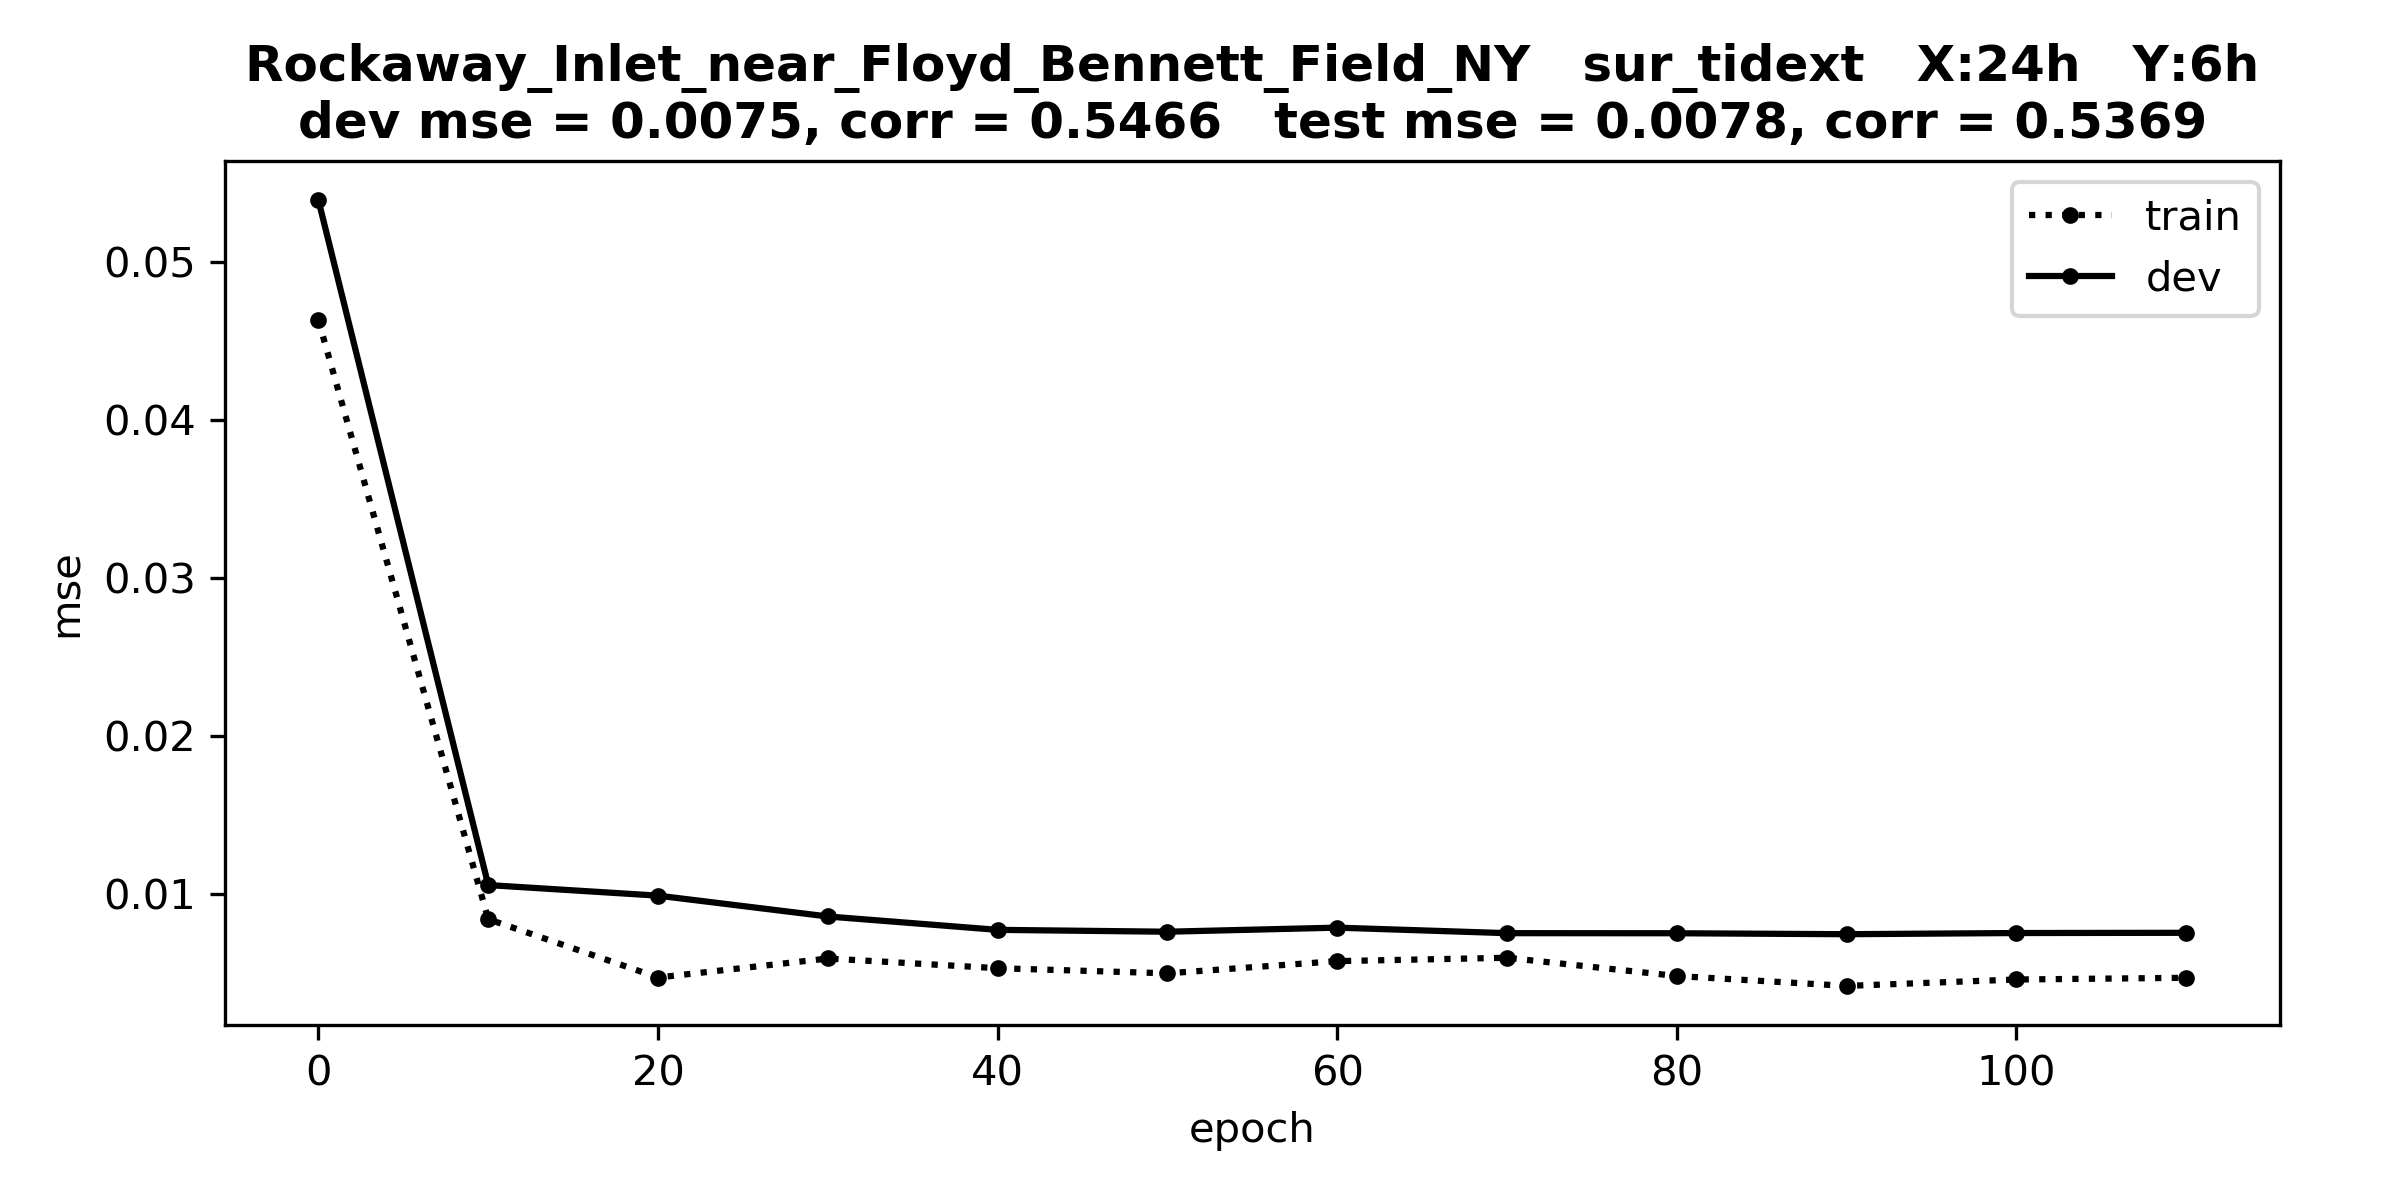 Rockaway_Inlet_near_Floyd_Bennett_Field_NY   sur_tidext   X:24h   Y:6h
dev mse = 0.0075, corr = 0.5466   test mse = 0.0078, corr = 0.5369
train
dev
0.05
0.04
0.03
0.02
0.01
mse
0
20
40
60
80
100
epoch